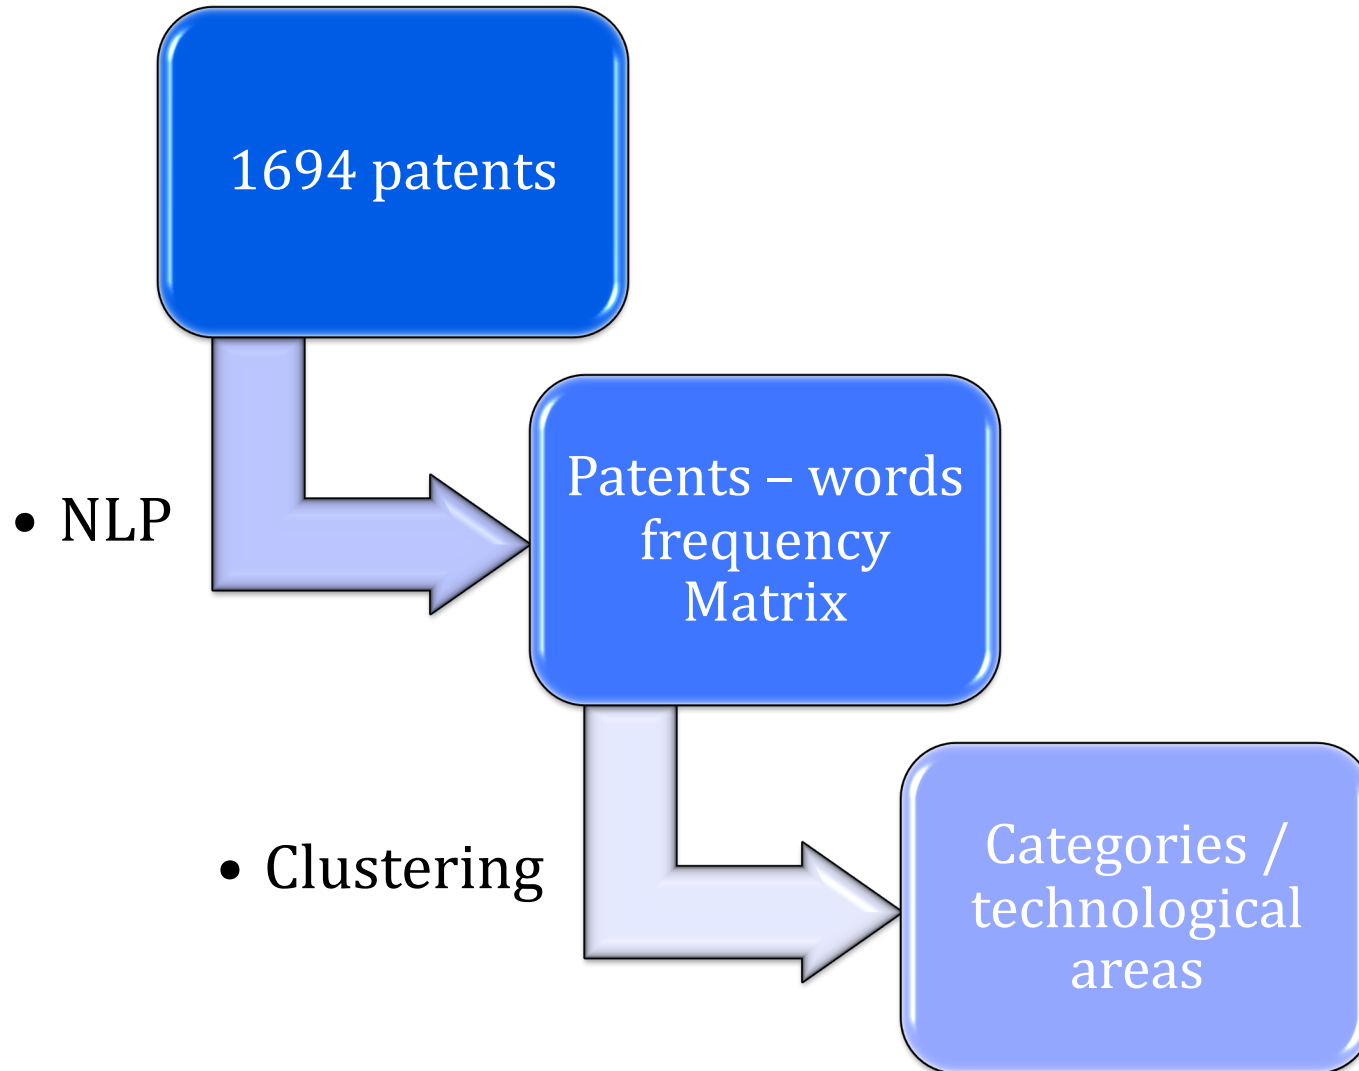 1694 patents
• NLP
Patents – words
frequency
Matrix
• Clustering
Categories /
technological
areas